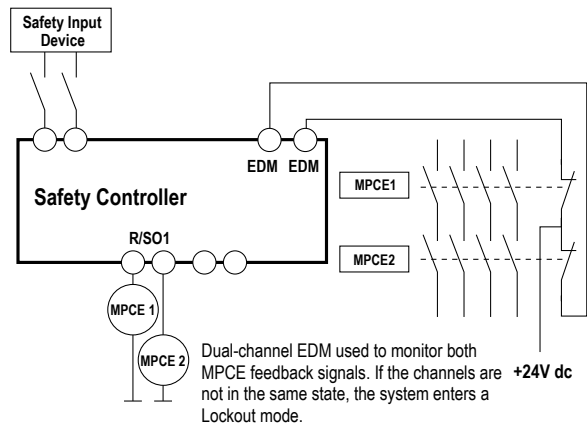 Safety Input
Device
EDM EDM
Safety Controller
MPCE1
R/SO1
MPCE2
MPCE 1
MPCE 2
Dual-channel EDM used to monitor both
MPCE feedback signals. If the channels are
not in the same state, the system enters a
Lockout mode.
+24V dc